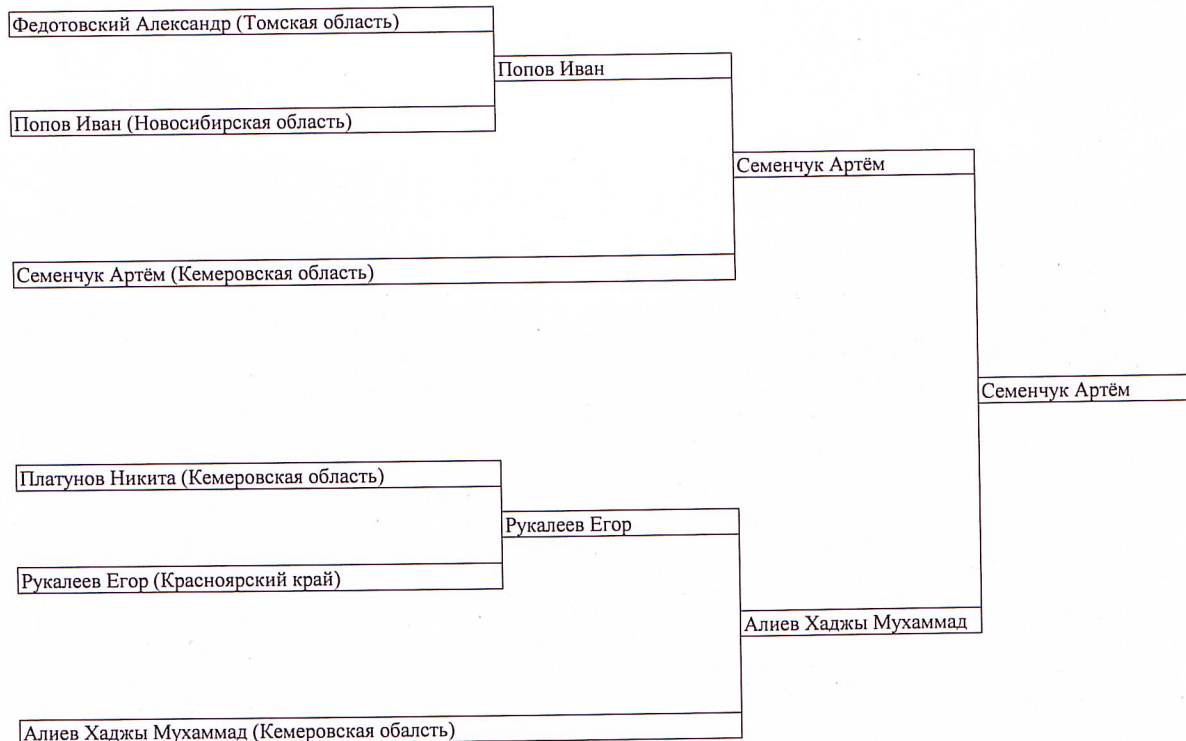 Федотовский Александр (Томская область)
Попов Иван
Попов Иван (Новосибирская область)
Семенчук Артём
Семенчук Артём (Кемеровская область)
Семенчук Артём
Платунов Никита (Кемеровская область)
Рукалеев Егор
Рукалеев Егор (Красноярский край)
Алиев Хаджы Мухаммад
Алиев Хаджы Мухаммад (Кемеровская обалсть)